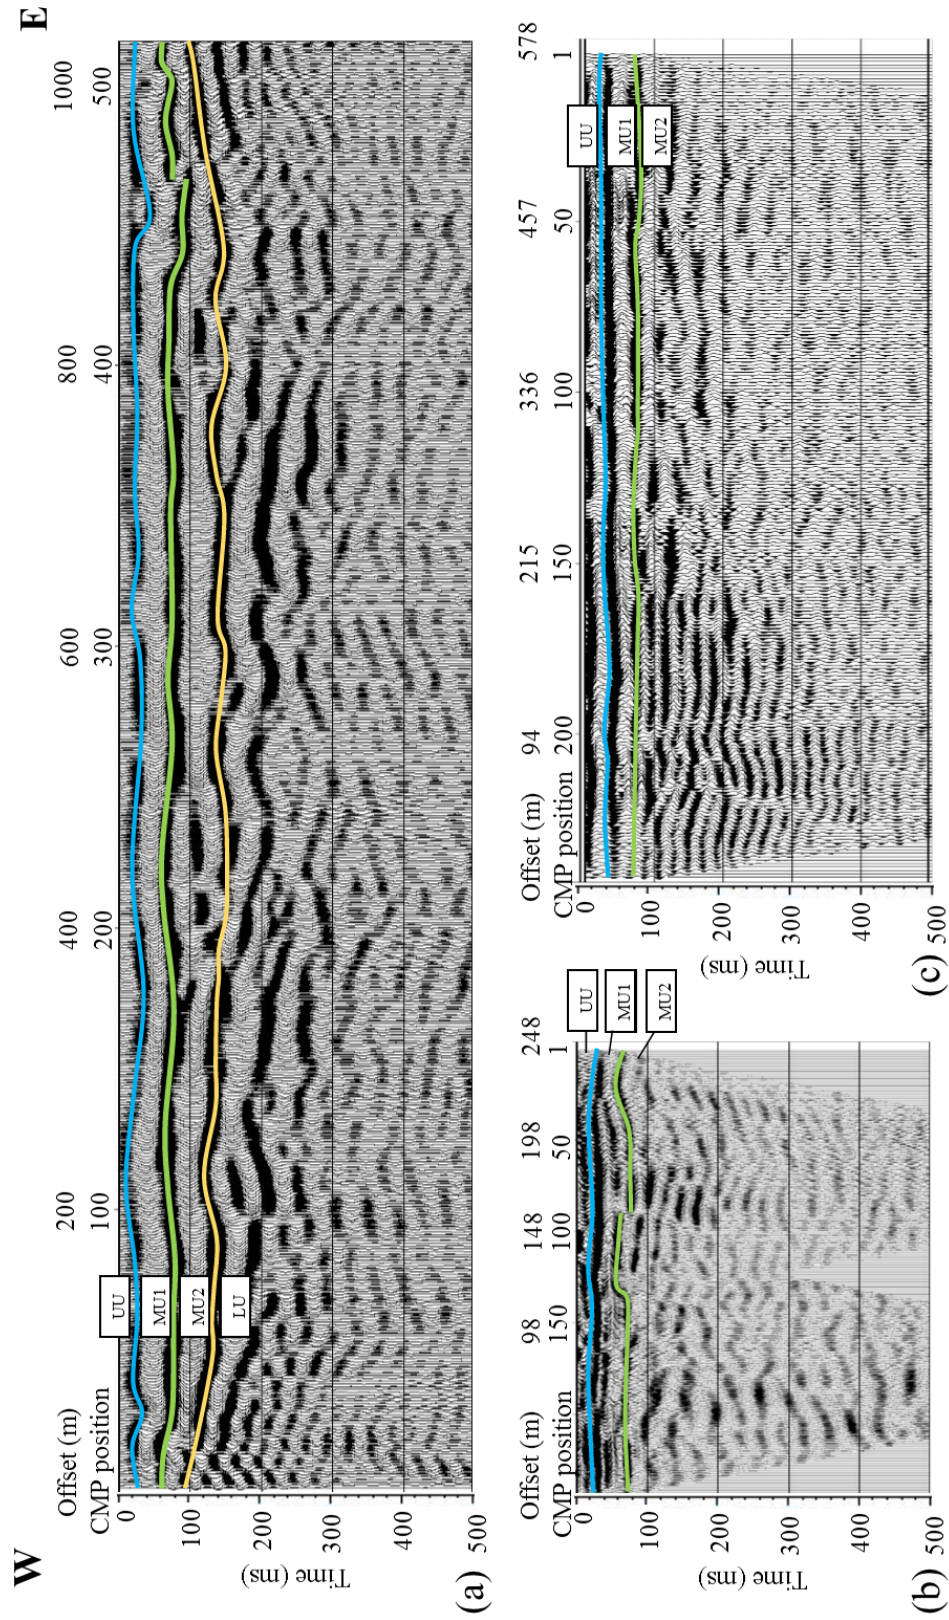 W E
Offset (m) 200 400 600 800 1000
CMP position 100 200 300 400 500
0
100
200
300
400
500
Time (ms)
UU
MU1
MU2
LU
(a)
Offset (m) 98 148 198 248
CMP position 150 100 50 1
0
100
200
300
400
500
Time (ms)
UU
MU1
MU2
(b)
Offset (m) 94 215 336 457 578
CMP position 200 150 100 50 1
0
100
200
300
400
500
Time (ms)
UU
MU1
MU2
(c)